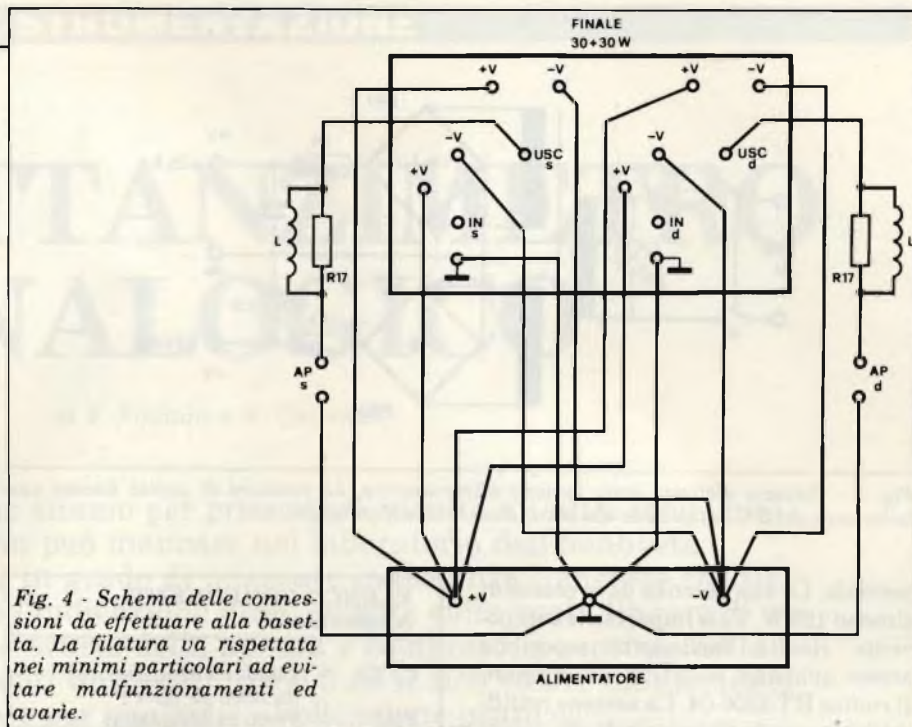 FINALE
30+30 W
+V
-V
+V
-V
-V
USC
s
-V
USC
d
+V
+V
IN
s
IN
d
L
R17
R17
L
AP
s
AP
d
+V
-V
ALIMENTATORE
Fig. 4 - Schema delle connes-
sioni da effettuare alla baset-
ta. La filatura va rispettata
nei minimi particolari ad evi-
tare malfunzionamenti ed
avarie.